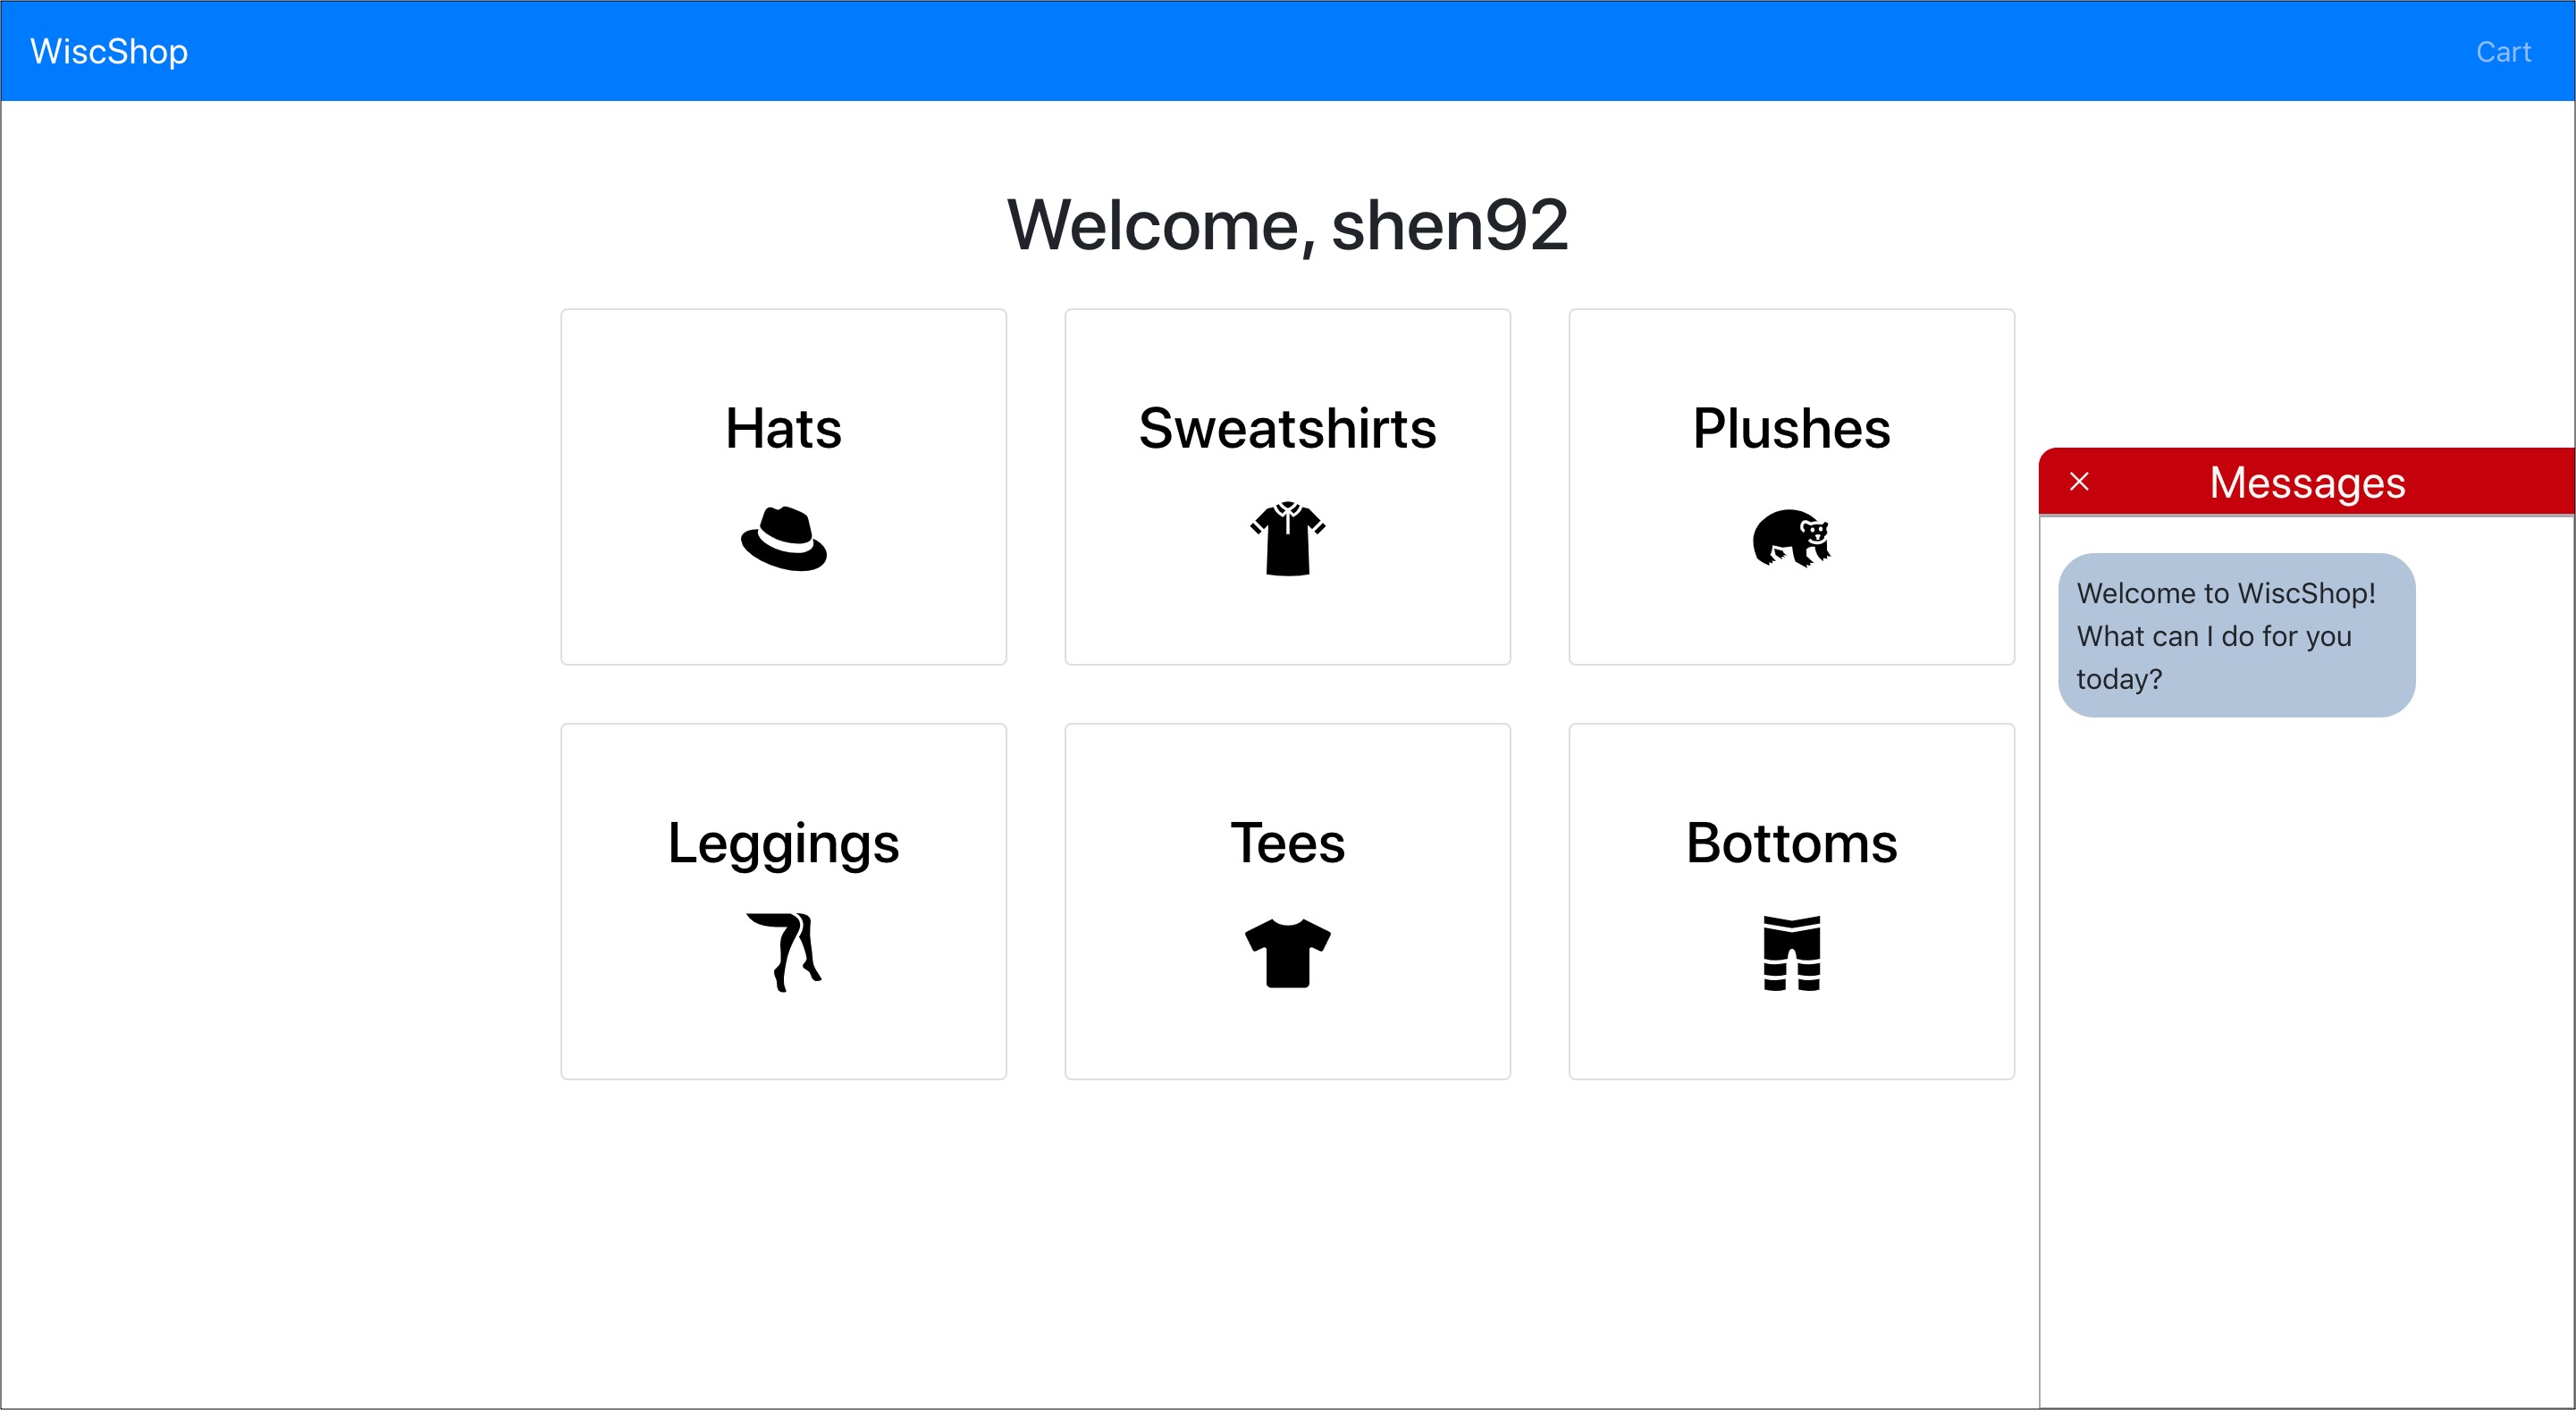 WiscShop
Cart
Welcome, shen92
Hats
Sweatshirts
Plushes
Leggings
Tees
Bottoms
Messages
Welcome to WiscShop!
What can I do for you
today?